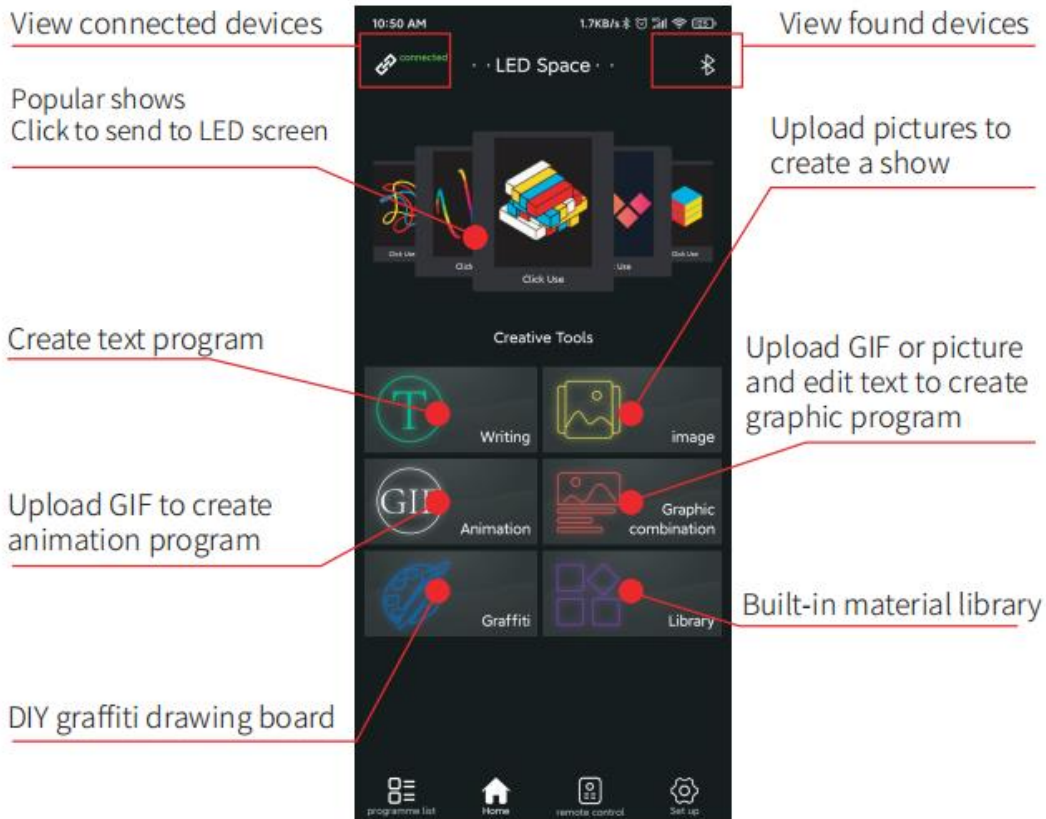 View connected devices
View found devices
10:50 AM
1.7KB/s
connected
· · LED Space · ·
Popular shows
Click to send to LED screen
Upload pictures to
create a show
Click Use
Click
Click Use
Use
Click Use
Creative Tools
Create text program
Upload GIF or picture
and edit text to create
graphic program
T
Writing
image
Upload GIF to create
animation program
GIF
Animation
Graphic
combination
Graffiti
Library
Built-in material library
DIY graffiti drawing board
programme list
Home
remote control
Set up